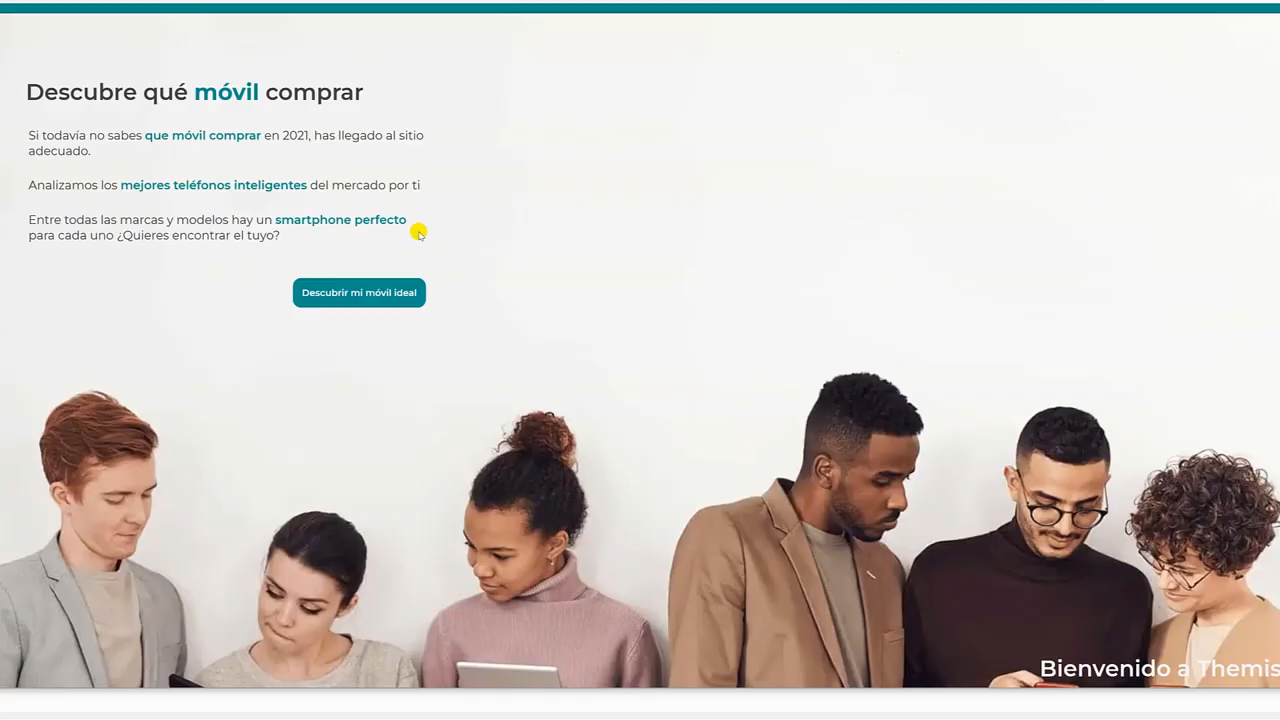 Descubre qué móvil comprar
Si todavía no sabes que móvil comprar en 2021, has llegado al sitio
adecuado.
Analizamos los mejores teléfonos inteligentes del mercado por ti
Entre todas las marcas y modelos hay un smartphone perfecto
para cada uno ¿Quieres encontrar el tuyo?
Descubrir mi móvil ideal
Bienvenido a Themis